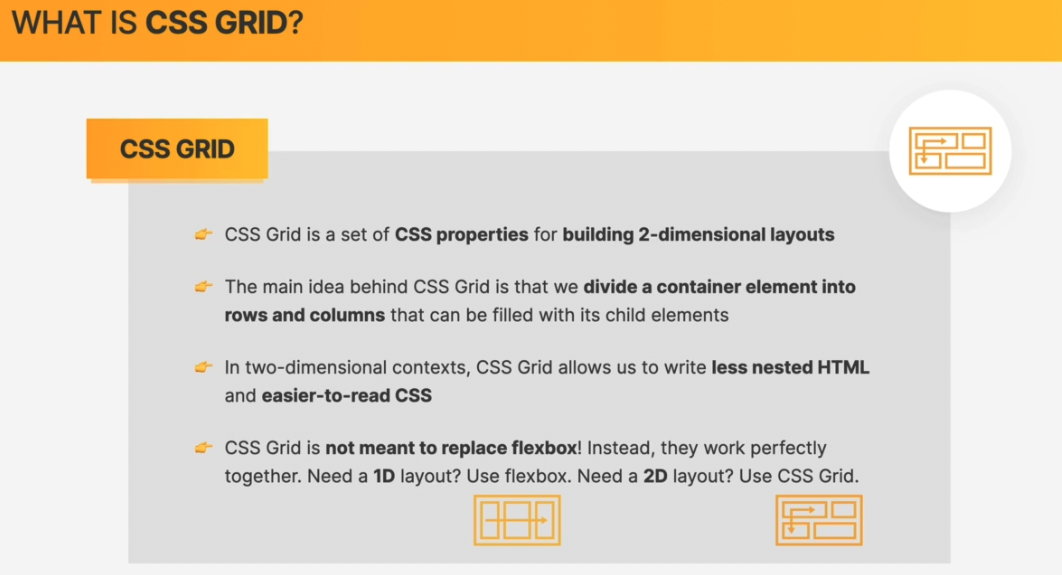 WHAT IS CSS GRID?
CSS GRID
👉 CSS Grid is a set of CSS properties for building 2-dimensional layouts
👉 The main idea behind CSS Grid is that we divide a container element into
rows and columns that can be filled with its child elements
👉 In two-dimensional contexts, CSS Grid allows us to write less nested HTML
and easier-to-read CSS
👉 CSS Grid is not meant to replace flexbox! Instead, they work perfectly
together. Need a 1D layout? Use flexbox. Need a 2D layout? Use CSS Grid.